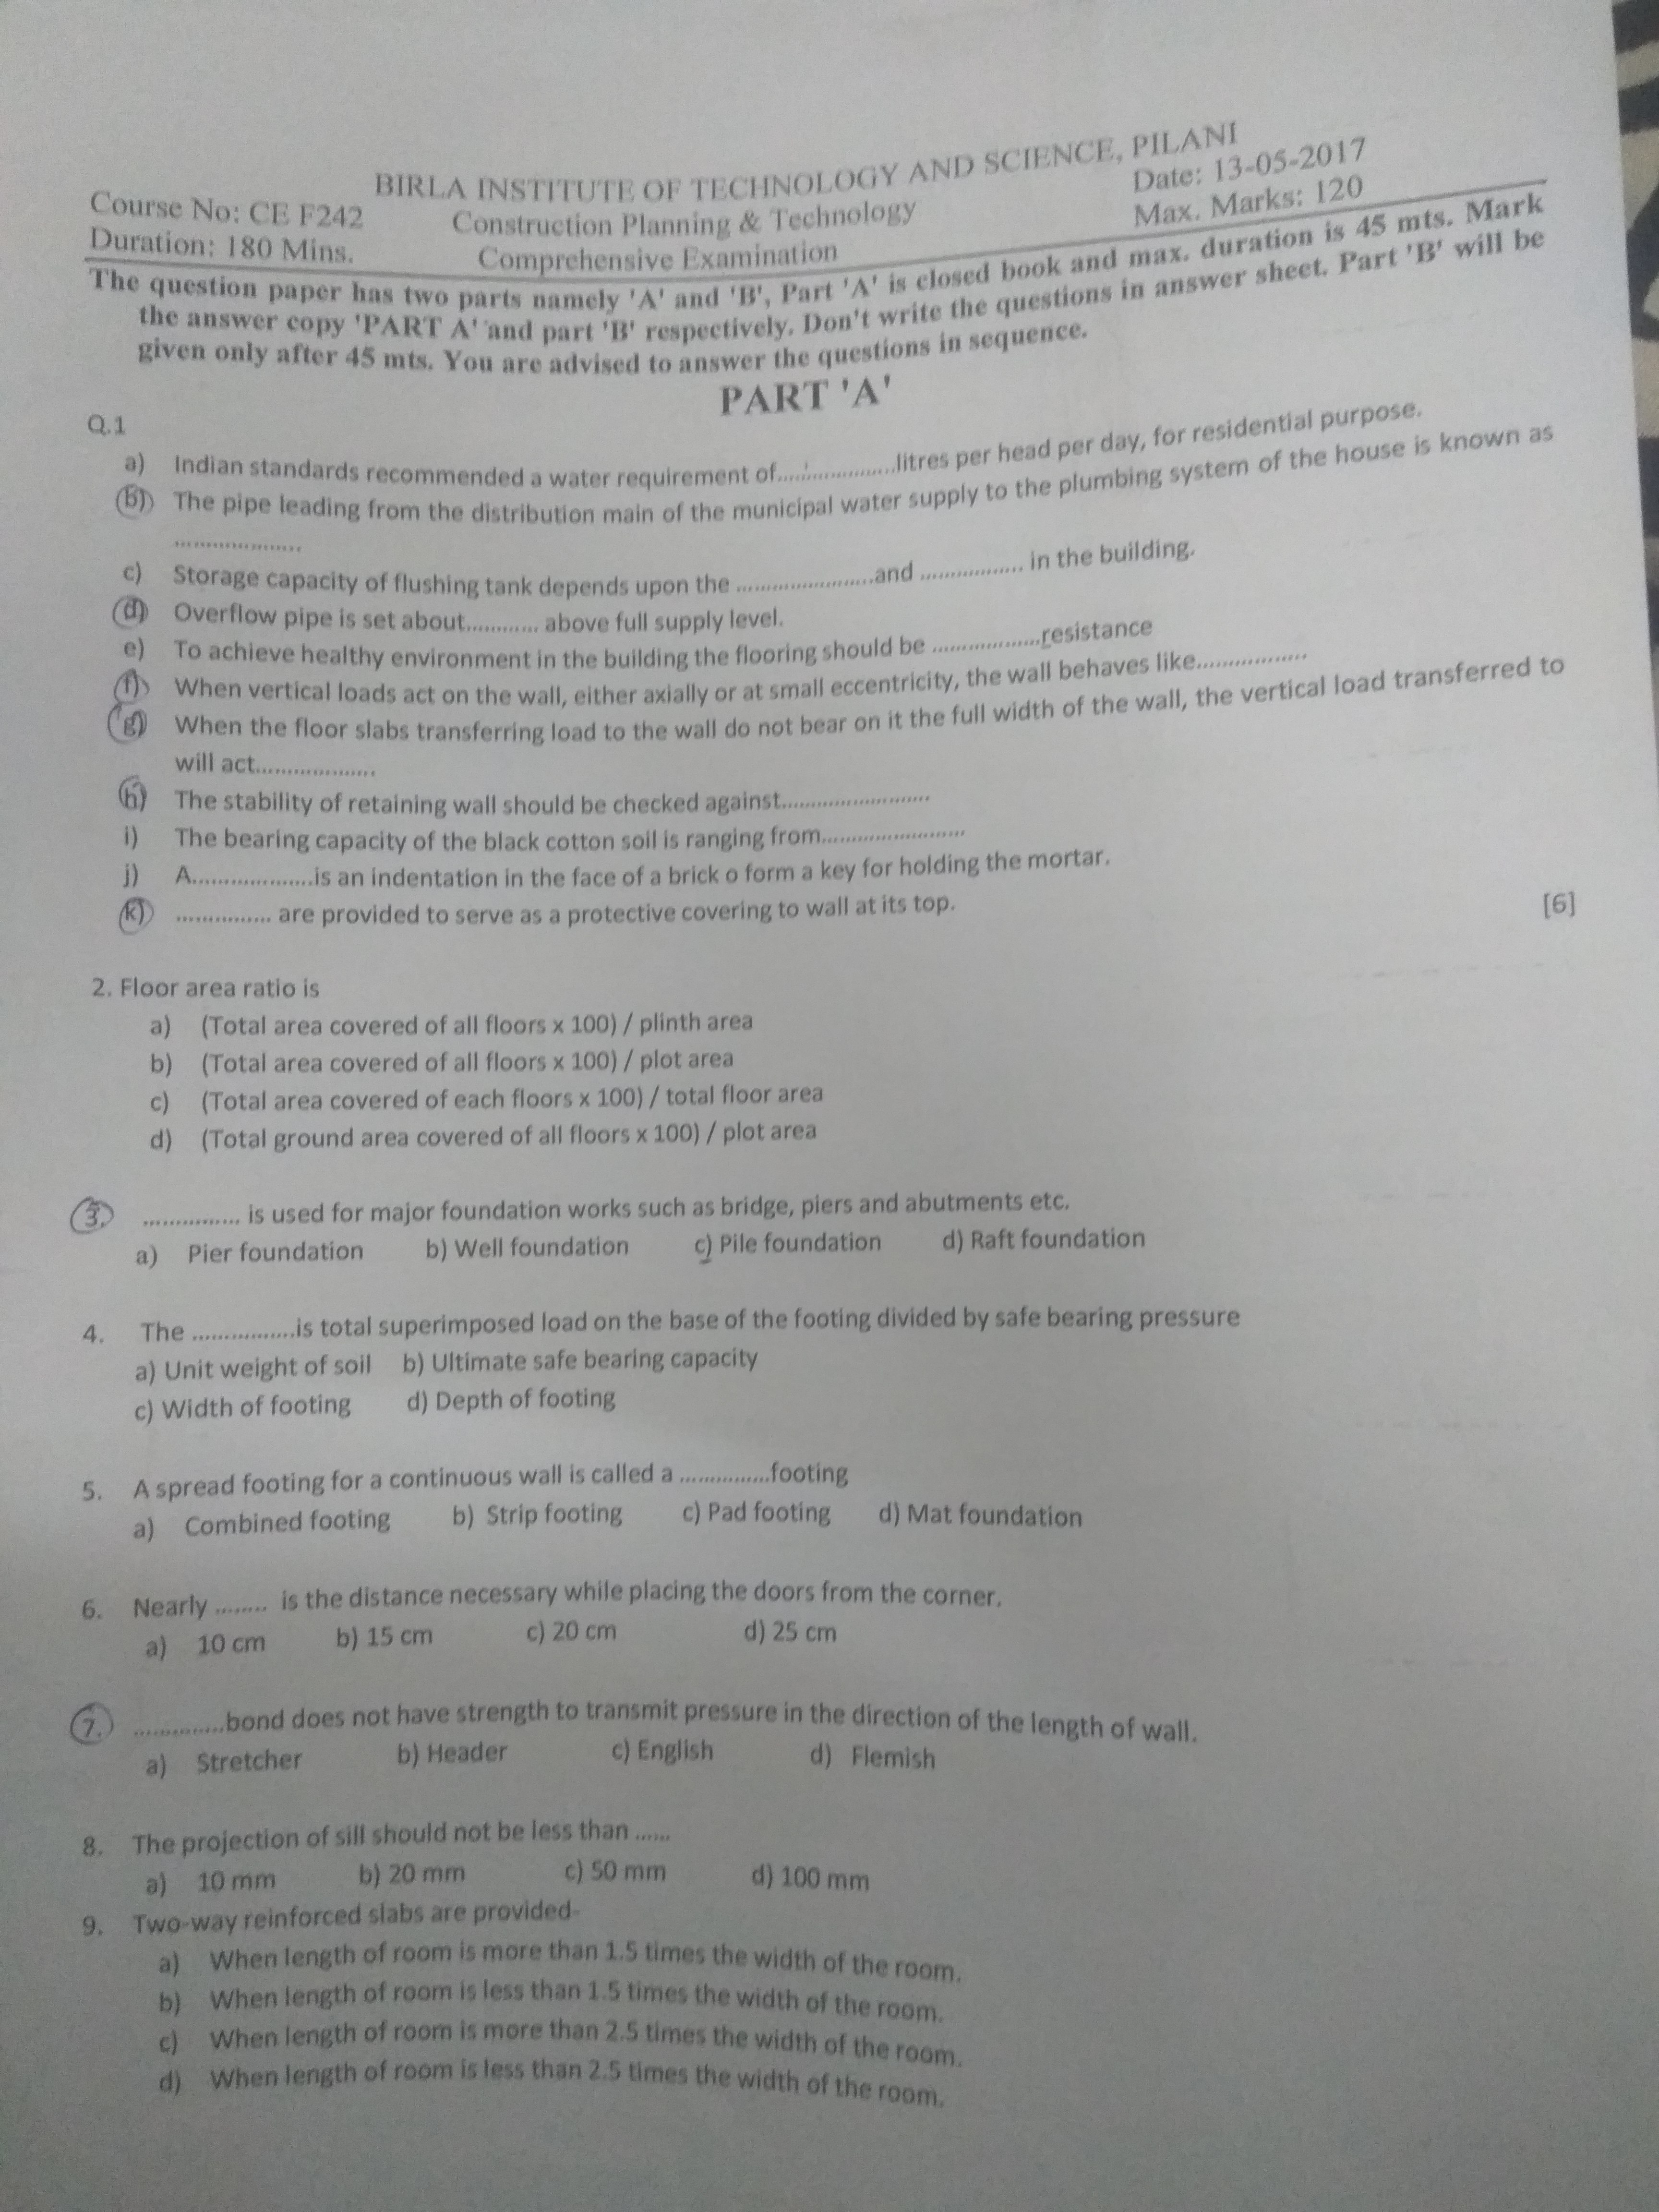 BIRLA INSTITUTE OF TECHNOLOGY AND SCIENCE, PILANI
Course No: CE F242 Construction Planning & Technology Date: 13-05-2017
Duration: 180 Mins. Comprehensive Examination Max. Marks: 120
The question paper has two parts namely 'A' and 'B', Part 'A' is closed book and max. duration is 45 mts. Mark
the answer copy 'PART A' and part 'B' respectively. Don't write the questions in answer sheet. Part 'B' will be
given only after 45 mts. You are advised to answer the questions in sequence.
PART 'A'
Q.1
a) Indian standards recommended a water requirement of..................litres per head per day, for residential purpose.
b) The pipe leading from the distribution main of the municipal water supply to the plumbing system of the house is known as
....................
c) Storage capacity of flushing tank depends upon the ......................and ................ in the building.
d) Overflow pipe is set about............ above full supply level.
e) To achieve healthy environment in the building the flooring should be .................resistance
f) When vertical loads act on the wall, either axially or at small eccentricity, the wall behaves like.................
g) When the floor slabs transferring load to the wall do not bear on it the full width of the wall, the vertical load transferred to
will act...................
h) The stability of retaining wall should be checked against........................
i) The bearing capacity of the black cotton soil is ranging from.......................
j) A...................is an indentation in the face of a brick o form a key for holding the mortar.
k) ............... are provided to serve as a protective covering to wall at its top. [6]
2. Floor area ratio is
a) (Total area covered of all floors x 100) / plinth area
b) (Total area covered of all floors x 100) / plot area
c) (Total area covered of each floors x 100) / total floor area
d) (Total ground area covered of all floors x 100) / plot area
3. ............... is used for major foundation works such as bridge, piers and abutments etc.
a) Pier foundation b) Well foundation c) Pile foundation d) Raft foundation
4. The ................is total superimposed load on the base of the footing divided by safe bearing pressure
a) Unit weight of soil b) Ultimate safe bearing capacity
c) Width of footing d) Depth of footing
5. A spread footing for a continuous wall is called a ...............footing
a) Combined footing b) Strip footing c) Pad footing d) Mat foundation
6. Nearly ........ is the distance necessary while placing the doors from the corner.
a) 10 cm b) 15 cm c) 20 cm d) 25 cm
7. ..............bond does not have strength to transmit pressure in the direction of the length of wall.
a) Stretcher b) Header c) English d) Flemish
8. The projection of sill should not be less than ......
a) 10 mm b) 20 mm c) 50 mm d) 100 mm
9. Two-way reinforced slabs are provided-
a) When length of room is more than 1.5 times the width of the room.
b) When length of room is less than 1.5 times the width of the room.
c) When length of room is more than 2.5 times the width of the room.
d) When length of room is less than 2.5 times the width of the room.